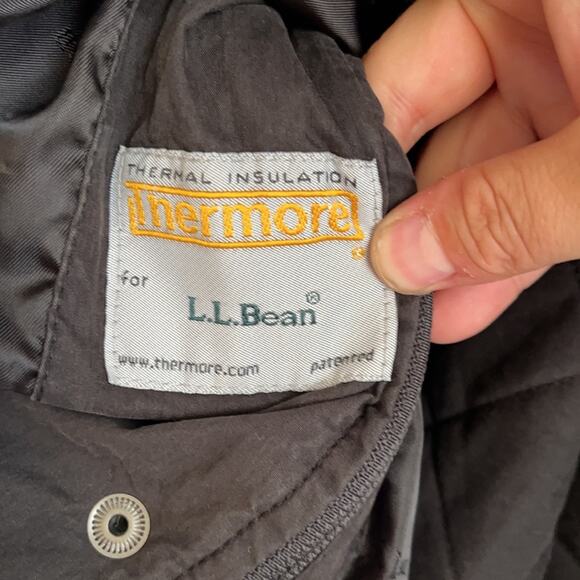 THERMAL INSULATION
Thermore®
for
L.L.Bean®
www.thermore.com patented